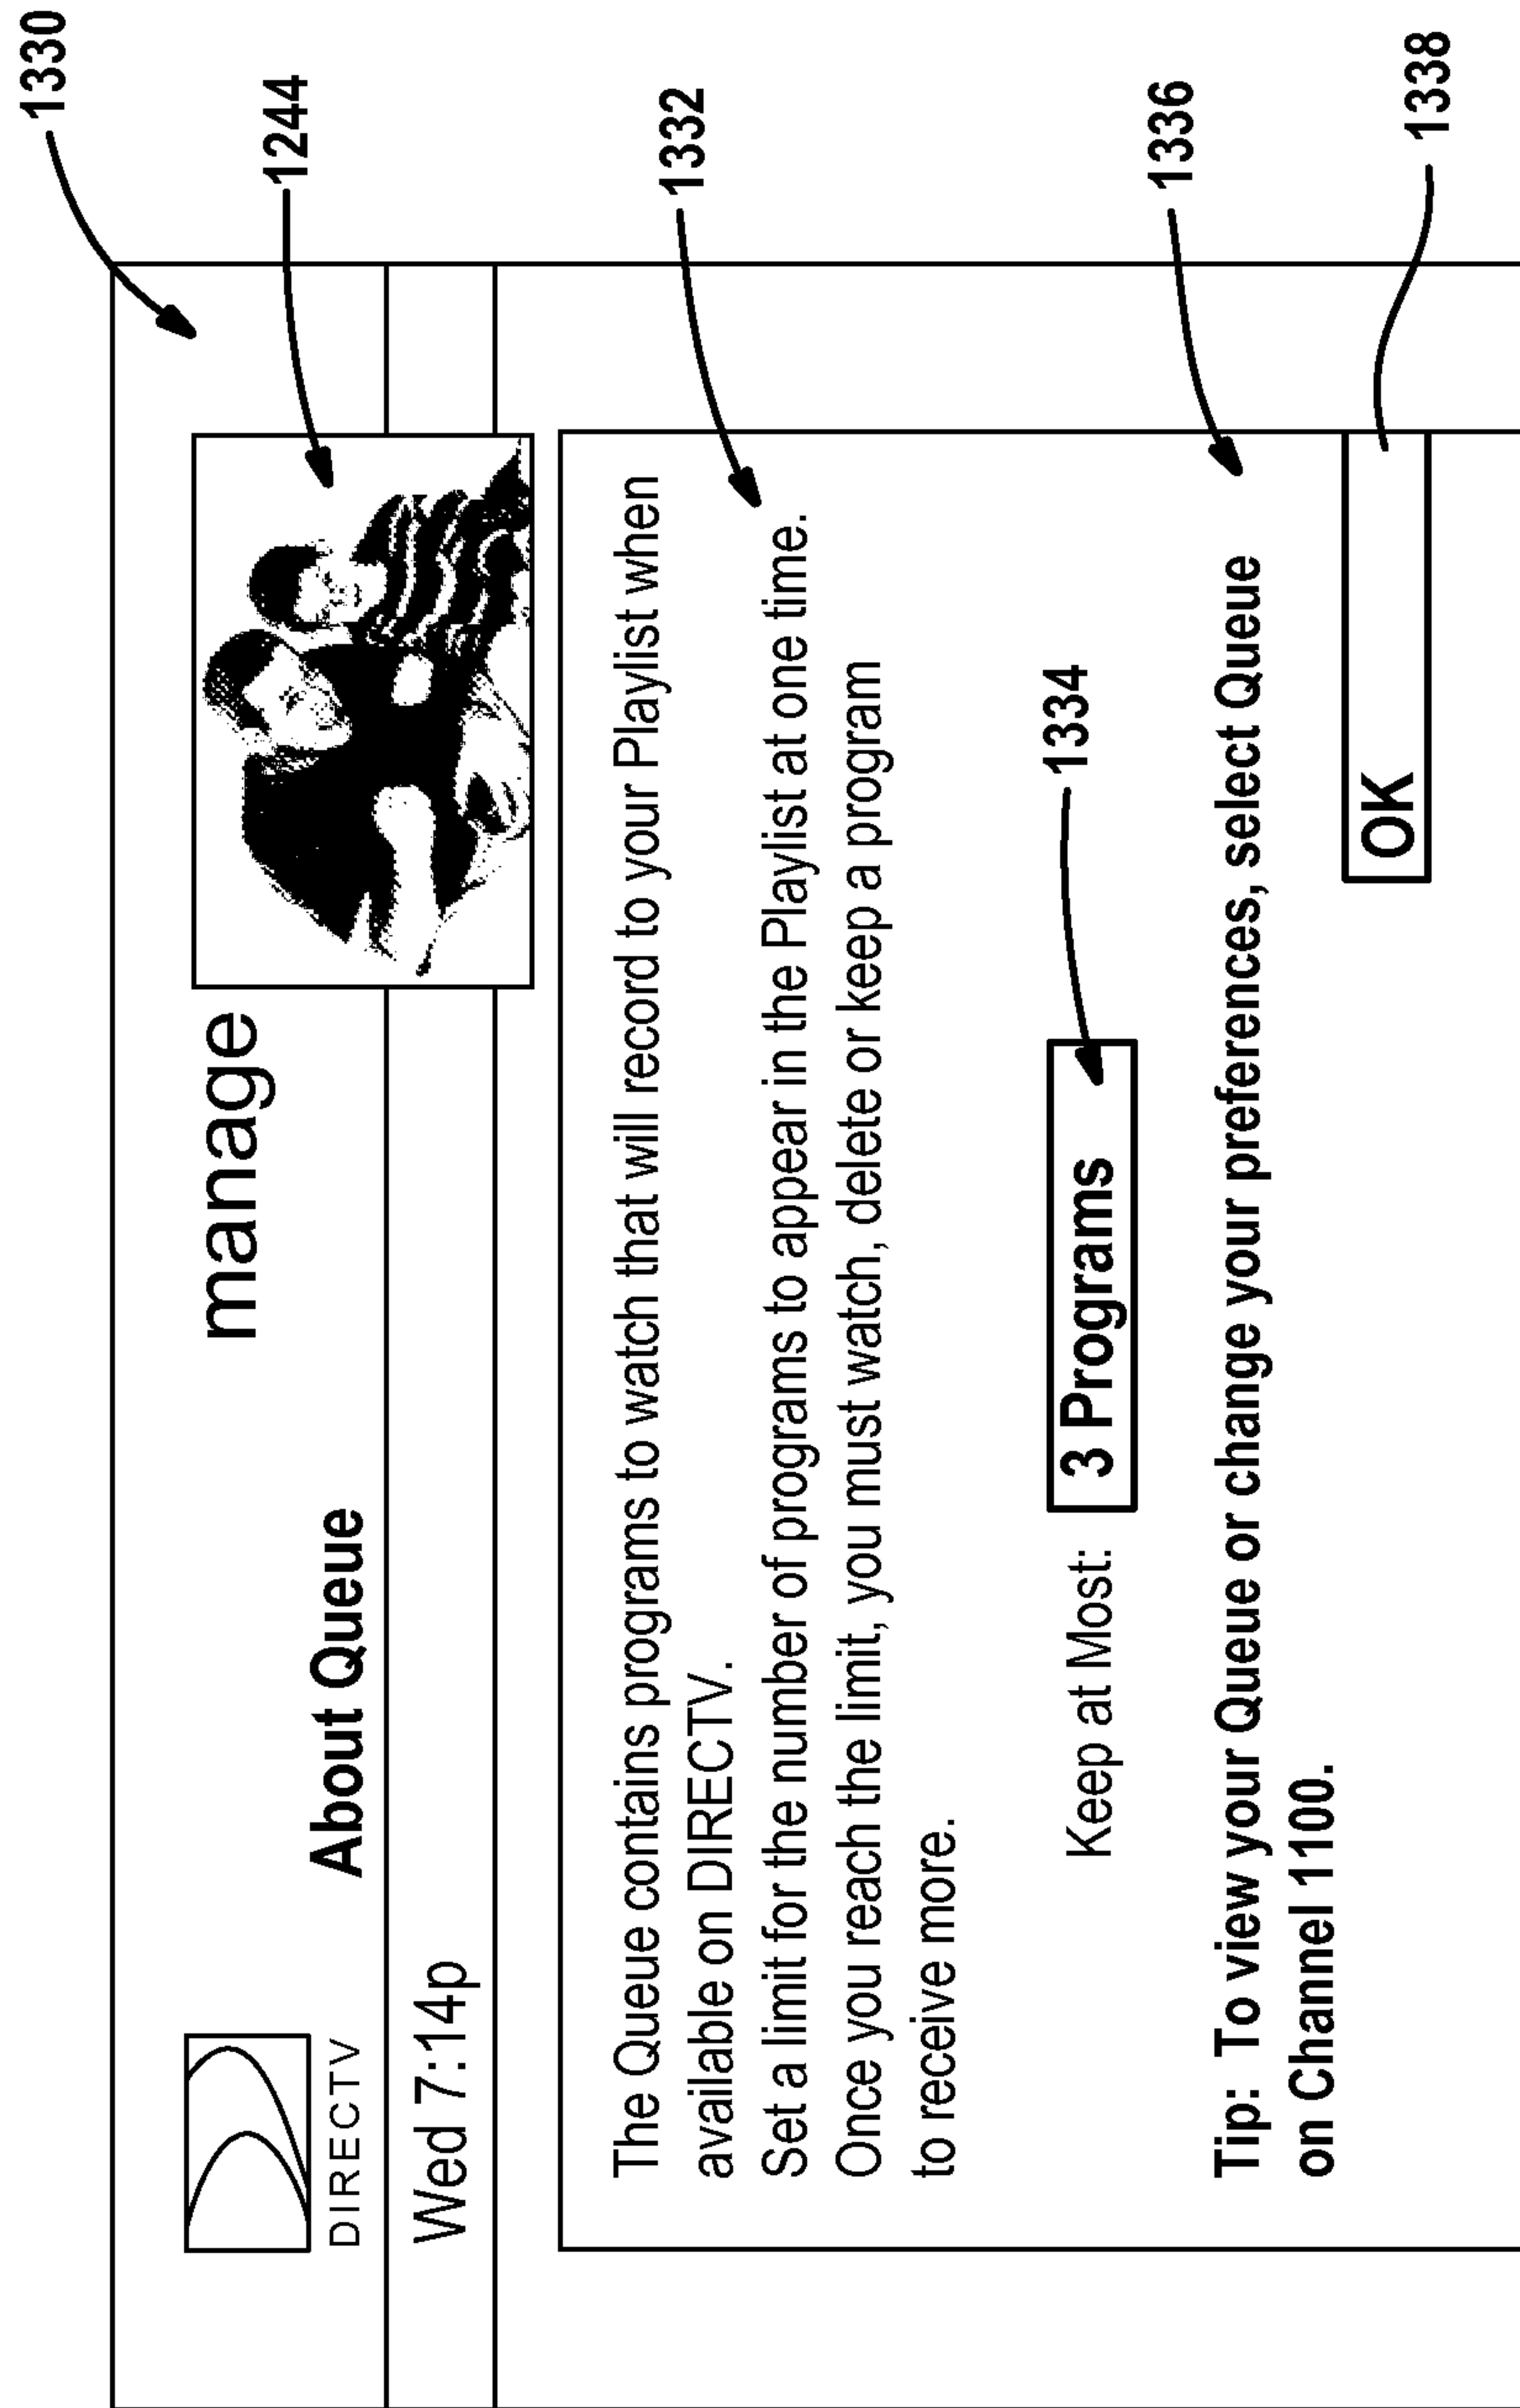 1330
1244
manage
About Queue
DIRECTV
Wed 7:14p
The Queue contains programs to watch that will record to your Playlist when
available on DIRECTV.
1332
Set a limit for the number of programs to appear in the Playlist at one time.
Once you reach the limit, you must watch, delete or keep a program
to receive more.
1334
Keep at Most: 3 Programs
1336
Tip: To view your Queue or change your preferences, select Queue
on Channel 1100.
OK
1338